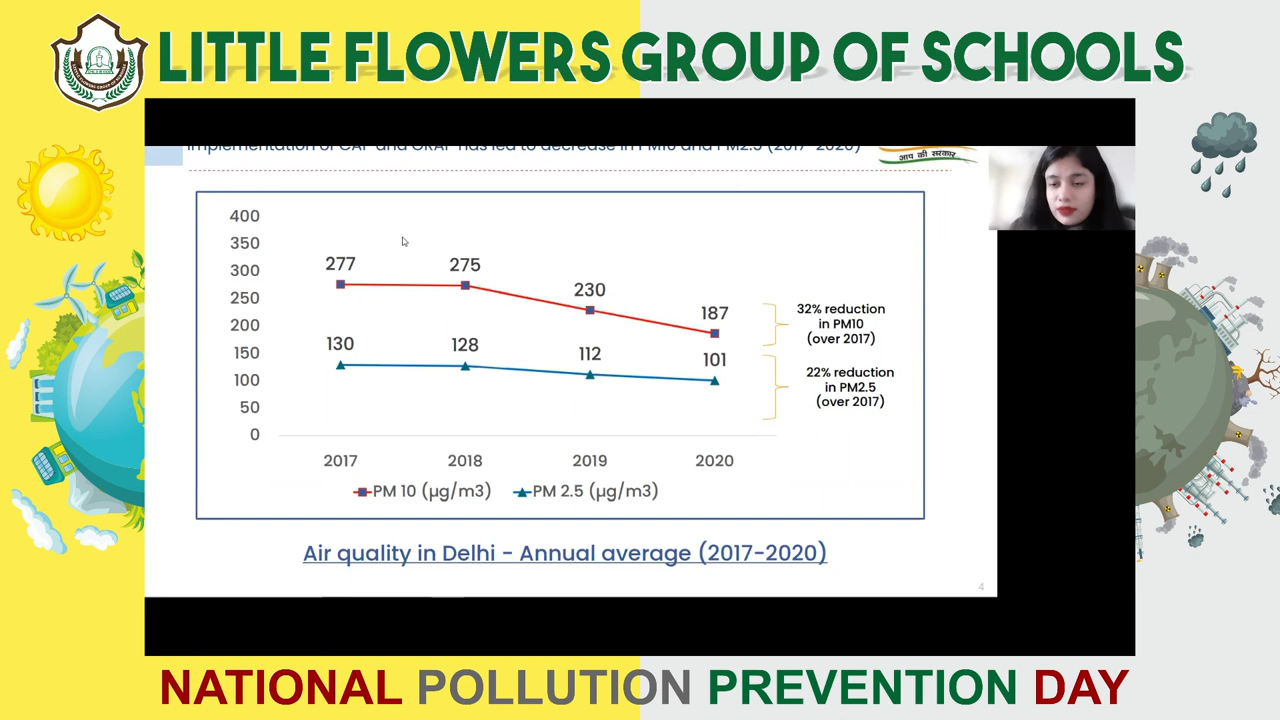 LITTLE FLOWERS GROUP OF SCHOOLS
आप की सरकार
400
350
300
250
200
150
100
50
0
277
275
230
187
130
128
112
101
32% reduction
in PM10
(over 2017)
22% reduction
in PM2.5
(over 2017)
2017
2018
2019
2020
PM 10 (µg/m3)
PM 2.5 (µg/m3)
Air quality in Delhi - Annual average (2017-2020)
4
NATIONAL POLLUTION PREVENTION DAY